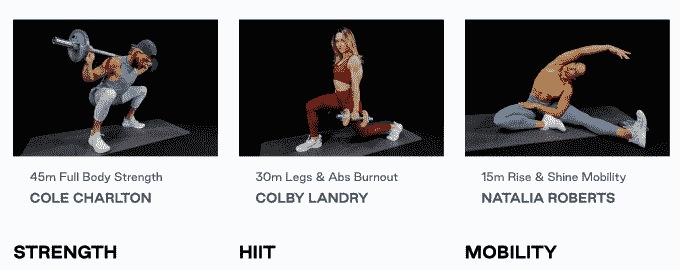 45m Full Body Strength
COLE CHARLTON
STRENGTH
30m Legs & Abs Burnout
COLBY LANDRY
HIIT
15m Rise & Shine Mobility
NATALIA ROBERTS
MOBILITY